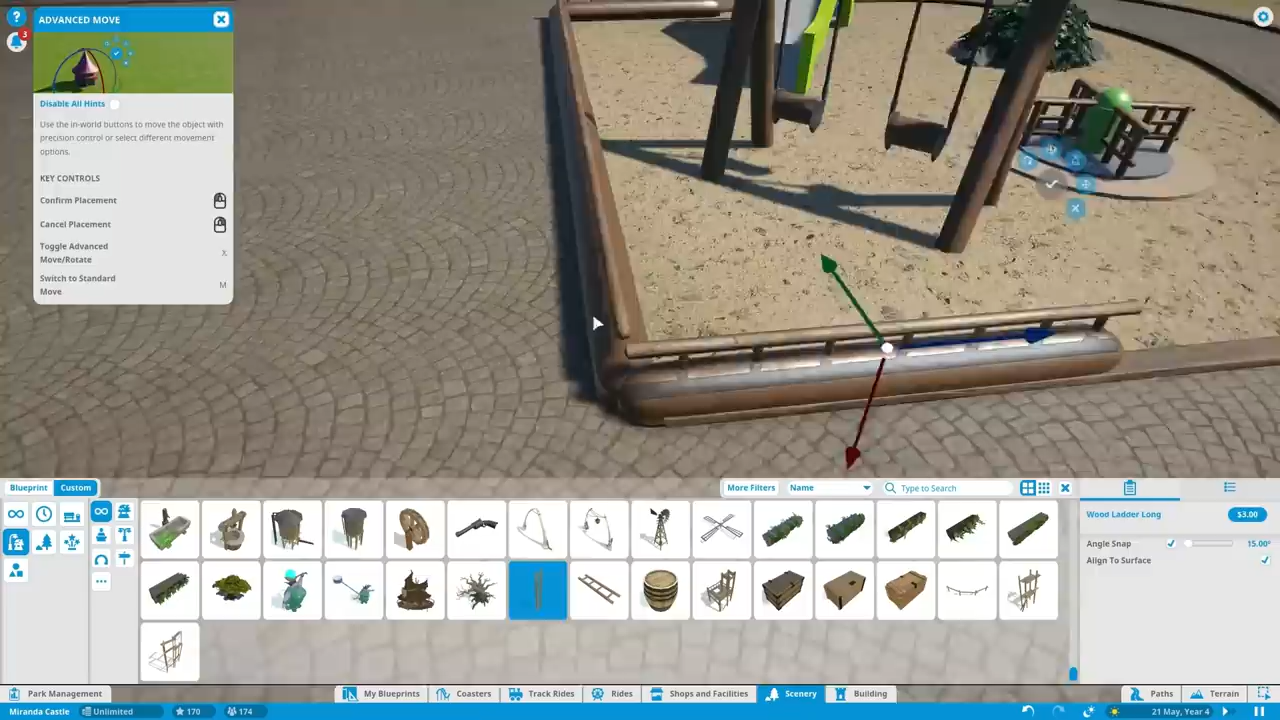 ADVANCED MOVE
3
Disable All Hints
Use the in-world buttons to move the object with
precision control or select different movement
options.
KEY CONTROLS
Confirm Placement
Cancel Placement
Toggle Advanced
Move/Rotate X
Switch to Standard
Move M
Blueprint Custom
More Filters Name Type to Search
Wood Ladder Long $3.00
Angle Snap 15.00°
Align To Surface
Park Management My Blueprints Coasters Track Rides Rides Shops and Facilities Scenery Building Paths Terrain
Miranda Castle Unlimited 170 174 21 May, Year 4